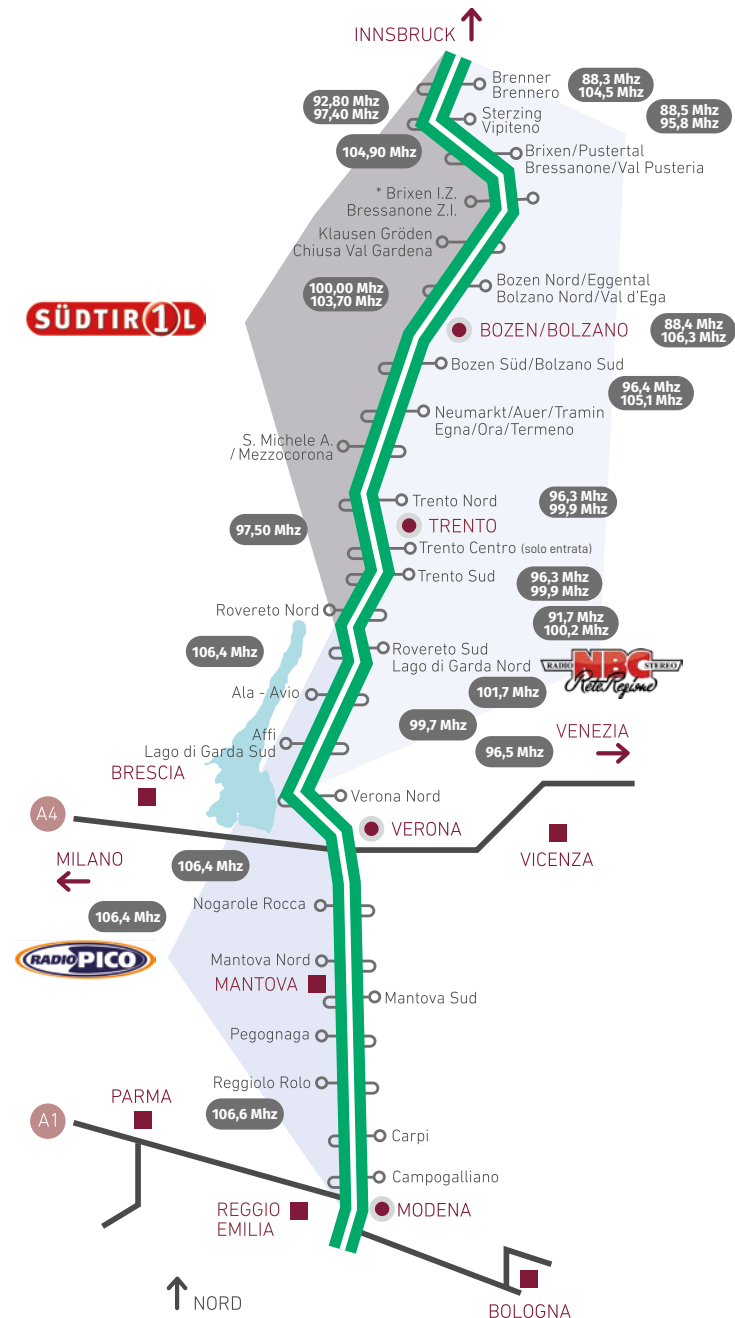 INNSBRUCK
Brenner
Brennero
88,3 Mhz
104,5 Mhz
92,80 Mhz
97,40 Mhz
Sterzing
Vipiteno
88,5 Mhz
95,8 Mhz
104,90 Mhz
Brixen/Pustertal
Bressanone/Val Pusteria
* Brixen I.Z.
Bressanone Z.I.
Klausen Gröden
Chiusa Val Gardena
100,00 Mhz
103,70 Mhz
Bozen Nord/Eggental
Bolzano Nord/Val d'Ega
SÜDTIR1L
BOZEN/BOLZANO
88,4 Mhz
106,3 Mhz
Bozen Süd/Bolzano Sud
96,4 Mhz
105,1 Mhz
Neumarkt/Auer/Tramin
Egna/Ora/Termeno
S. Michele A.
/Mezzocorona
Trento Nord
96,3 Mhz
99,9 Mhz
97,50 Mhz
TRENTO
Trento Centro (solo entrata)
Trento Sud
96,3 Mhz
99,9 Mhz
Rovereto Nord
91,7 Mhz
100,2 Mhz
106,4 Mhz
Rovereto Sud
Lago di Garda Nord
RADIO NBC STEREO
Rete Regione
Ala - Avio
101,7 Mhz
99,7 Mhz
Affi
Lago di Garda Sud
96,5 Mhz
VENEZIA
BRESCIA
Verona Nord
A4
VERONA
MILANO
VICENZA
106,4 Mhz
Nogarole Rocca
106,4 Mhz
RADIO PICO
Mantova Nord
MANTOVA
Mantova Sud
Pegognaga
Reggiolo Rolo
PARMA
106,6 Mhz
A1
Carpi
Campogalliano
REGGIO
EMILIA
MODENA
NORD
BOLOGNA